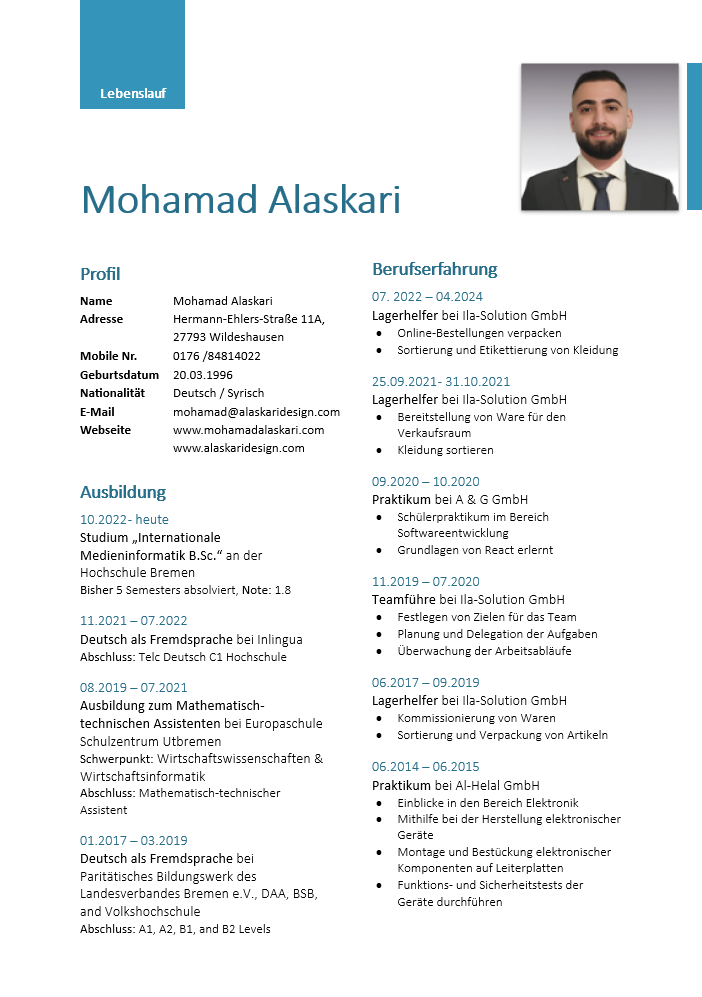 Lebenslauf
Mohamad Alaskari
Profil
Name Mohamad Alaskari
Adresse Hermann-Ehlers-Straße 11A,
27793 Wildeshausen
Mobile Nr. 0176 /84814022
Geburtsdatum 20.03.1996
Nationalität Deutsch / Syrisch
E-Mail mohamad@alaskaridesign.com
Webseite www.mohamadalaskari.com
www.alaskaridesign.com
Ausbildung
10.2022- heute
Studium „Internationale
Medieninformatik B.Sc.“ an der
Hochschule Bremen
Bisher 5 Semesters absolviert, Note: 1.8
11.2021 – 07.2022
Deutsch als Fremdsprache bei Inlingua
Abschluss: Telc Deutsch C1 Hochschule
08.2019 – 07.2021
Ausbildung zum Mathematisch-
technischen Assistenten bei Europaschule
Schulzentrum Utbremen
Schwerpunkt: Wirtschaftswissenschaften &
Wirtschaftsinformatik
Abschluss: Mathematisch-technischer
Assistent
01.2017 – 03.2019
Deutsch als Fremdsprache bei
Paritätisches Bildungswerk des
Landesverbandes Bremen e.V., DAA, BSB,
and Volkshochschule
Abschluss: A1, A2, B1, and B2 Levels
Berufserfahrung
07. 2022 – 04.2024
Lagerhelfer bei Ila-Solution GmbH
• Online-Bestellungen verpacken
• Sortierung und Etikettierung von Kleidung
25.09.2021- 31.10.2021
Lagerhelfer bei Ila-Solution GmbH
• Bereitstellung von Ware für den
Verkaufsraum
• Kleidung sortieren
09.2020 – 10.2020
Praktikum bei A & G GmbH
• Schülerpraktikum im Bereich
Softwareentwicklung
• Grundlagen von React erlernt
11.2019 – 07.2020
Teamführe bei Ila-Solution GmbH
• Festlegen von Zielen für das Team
• Planung und Delegation der Aufgaben
• Überwachung der Arbeitsabläufe
06.2017 – 09.2019
Lagerhelfer bei Ila-Solution GmbH
• Kommissionierung von Waren
• Sortierung und Verpackung von Artikeln
06.2014 – 06.2015
Praktikum bei Al-Helal GmbH
• Einblicke in den Bereich Elektronik
• Mithilfe bei der Herstellung elektronischer
Geräte
• Montage und Bestückung elektronischer
Komponenten auf Leiterplatten
• Funktions- und Sicherheitstests der
Geräte durchführen